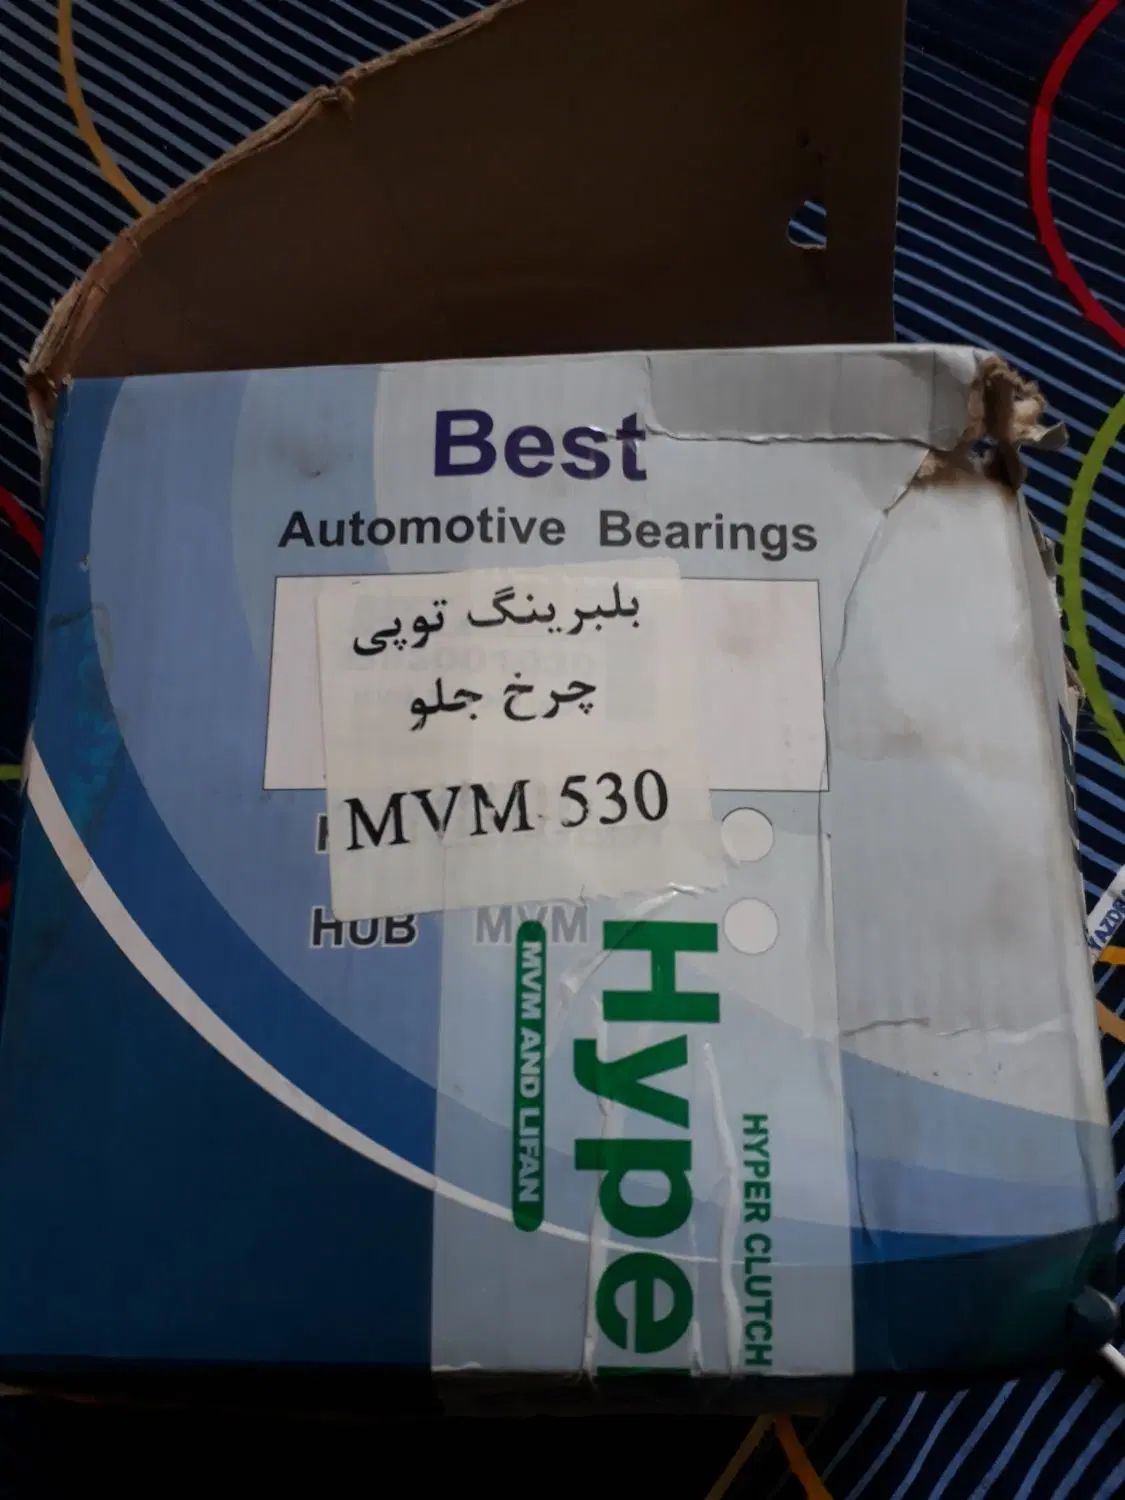 Best
Automotive Bearings
بلبرینگ توپی
چرخ جلو
MVM 530
HUB MVM
Hype
MVM AND LIFAN
HYPER CLUTCH